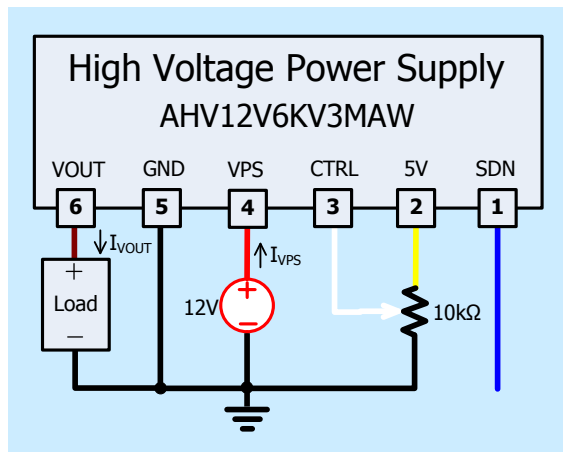 High Voltage Power Supply
AHV12V6KV3MAW
VOUT GND VPS CTRL 5V SDN
6 5 4 3 2 1
IVOUT IVPS
+ Load −
12V + −
10kΩ